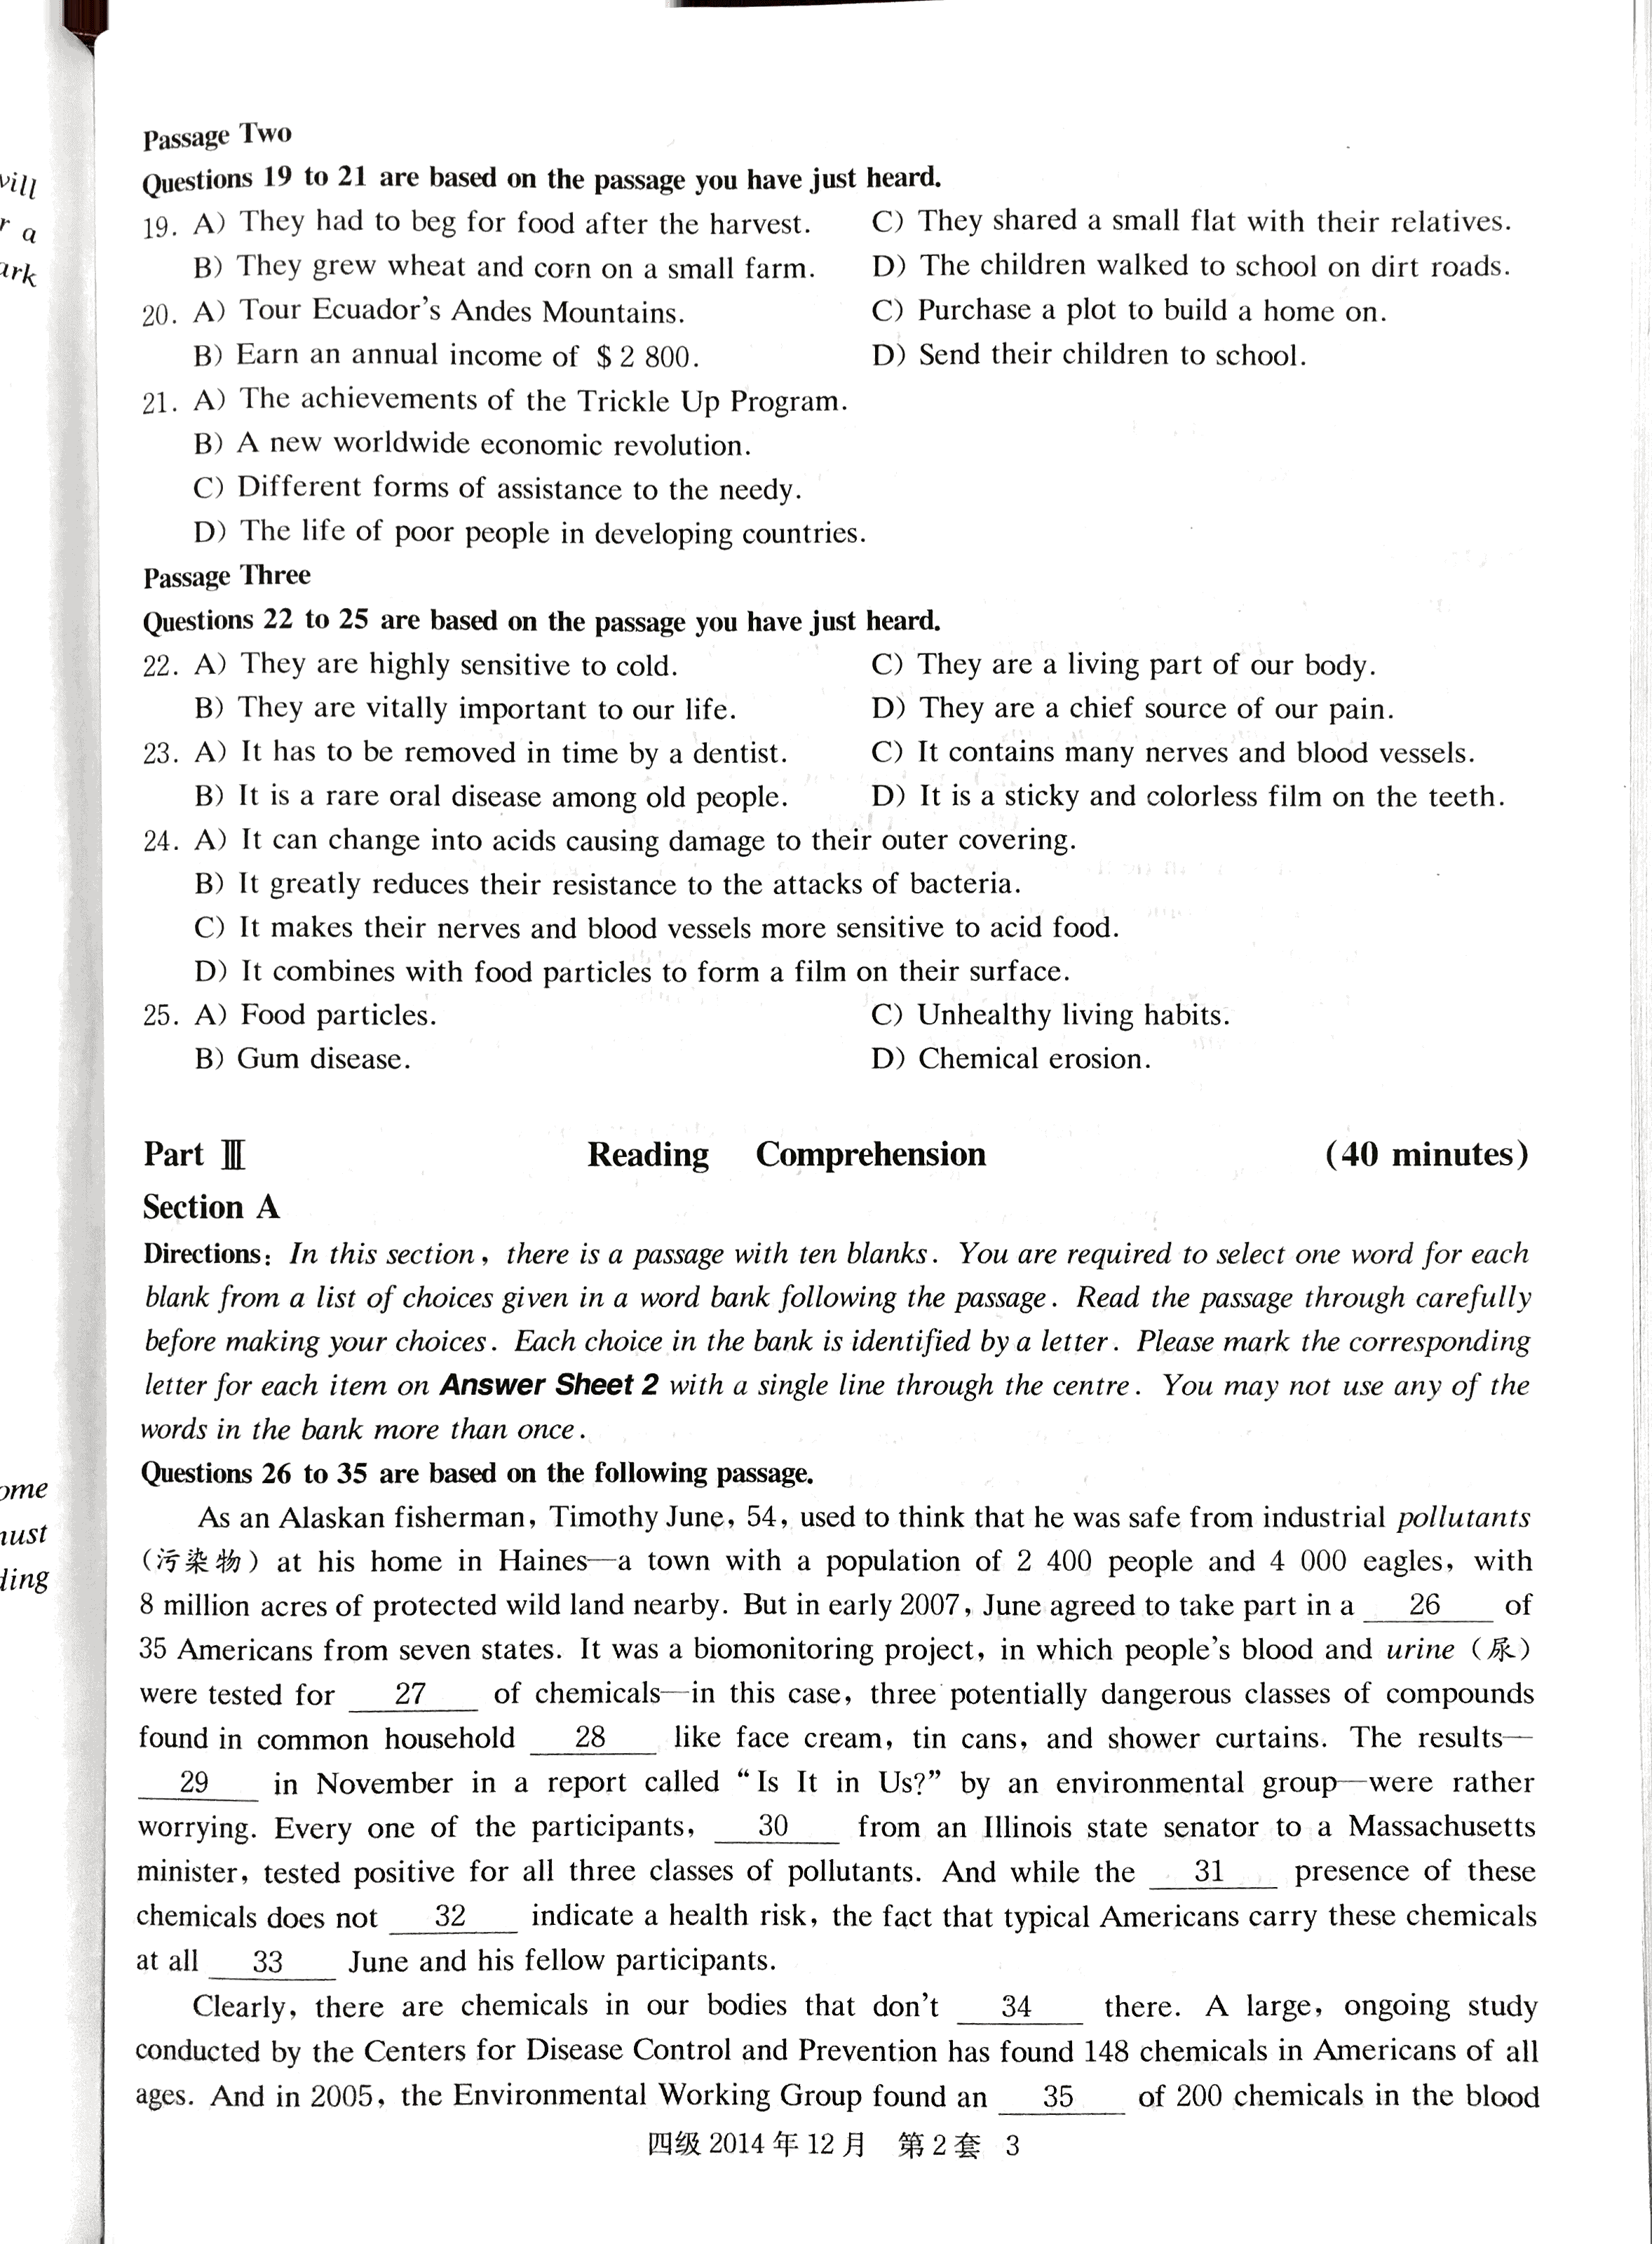 Passage Two
Questions 19 to 21 are based on the passage you have just heard.
19. A) They had to beg for food after the harvest. C) They shared a small flat with their relatives.
B) They grew wheat and corn on a small farm. D) The children walked to school on dirt roads.
20. A) Tour Ecuador's Andes Mountains. C) Purchase a plot to build a home on.
B) Earn an annual income of $ 2 800. D) Send their children to school.
21. A) The achievements of the Trickle Up Program.
B) A new worldwide economic revolution.
C) Different forms of assistance to the needy.
D) The life of poor people in developing countries.
Passage Three
Questions 22 to 25 are based on the passage you have just heard.
22. A) They are highly sensitive to cold. C) They are a living part of our body.
B) They are vitally important to our life. D) They are a chief source of our pain.
23. A) It has to be removed in time by a dentist. C) It contains many nerves and blood vessels.
B) It is a rare oral disease among old people. D) It is a sticky and colorless film on the teeth.
24. A) It can change into acids causing damage to their outer covering.
B) It greatly reduces their resistance to the attacks of bacteria.
C) It makes their nerves and blood vessels more sensitive to acid food.
D) It combines with food particles to form a film on their surface.
25. A) Food particles. C) Unhealthy living habits.
B) Gum disease. D) Chemical erosion.
Part Ⅲ Reading Comprehension (40 minutes)
Section A
Directions: In this section, there is a passage with ten blanks. You are required to select one word for each
blank from a list of choices given in a word bank following the passage. Read the passage through carefully
before making your choices. Each choice in the bank is identified by a letter. Please mark the corresponding
letter for each item on Answer Sheet 2 with a single line through the centre. You may not use any of the
words in the bank more than once.
Questions 26 to 35 are based on the following passage.
As an Alaskan fisherman, Timothy June, 54, used to think that he was safe from industrial pollutants
(污染物) at his home in Haines—a town with a population of 2 400 people and 4 000 eagles, with
8 million acres of protected wild land nearby. But in early 2007, June agreed to take part in a 26 of
35 Americans from seven states. It was a biomonitoring project, in which people's blood and urine (尿)
were tested for 27 of chemicals—in this case, three potentially dangerous classes of compounds
found in common household 28 like face cream, tin cans, and shower curtains. The results—
29 in November in a report called "Is It in Us?" by an environmental group—were rather
worrying. Every one of the participants, 30 from an Illinois state senator to a Massachusetts
minister, tested positive for all three classes of pollutants. And while the 31 presence of these
chemicals does not 32 indicate a health risk, the fact that typical Americans carry these chemicals
at all 33 June and his fellow participants.
Clearly, there are chemicals in our bodies that don't 34 there. A large, ongoing study
conducted by the Centers for Disease Control and Prevention has found 148 chemicals in Americans of all
ages. And in 2005, the Environmental Working Group found an 35 of 200 chemicals in the blood
四级 2014 年 12 月 第 2 套 3